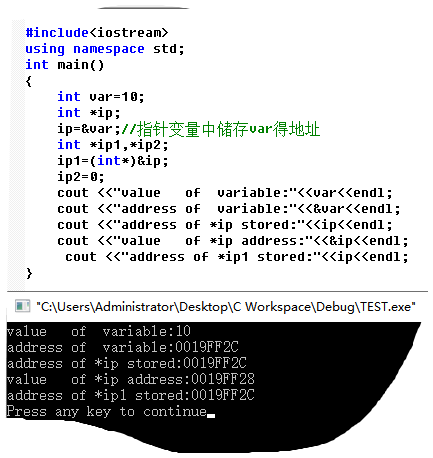 #include<iostream>
using namespace std;
int main()
{
    int var=10;
    int *ip;
    ip=&var;//指针变量中储存var得地址
    int *ip1,*ip2;
    ip1=(int*)&ip;
    ip2=0;
    cout <<"value   of  variable:"<<var<<endl;
    cout <<"address of  variable:"<<&var<<endl;
    cout <<"address of *ip stored:"<<ip<<endl;
    cout <<"value   of *ip address:"<<&ip<<endl;
     cout <<"address of *ip1 stored:"<<ip<<endl;
}
"C:\Users\Administrator\Desktop\C Workspace\Debug\TEST.exe"
value   of  variable:10
address of  variable:0019FF2C
address of *ip stored:0019FF2C
value   of *ip address:0019FF28
address of *ip1 stored:0019FF2C
Press any key to continue